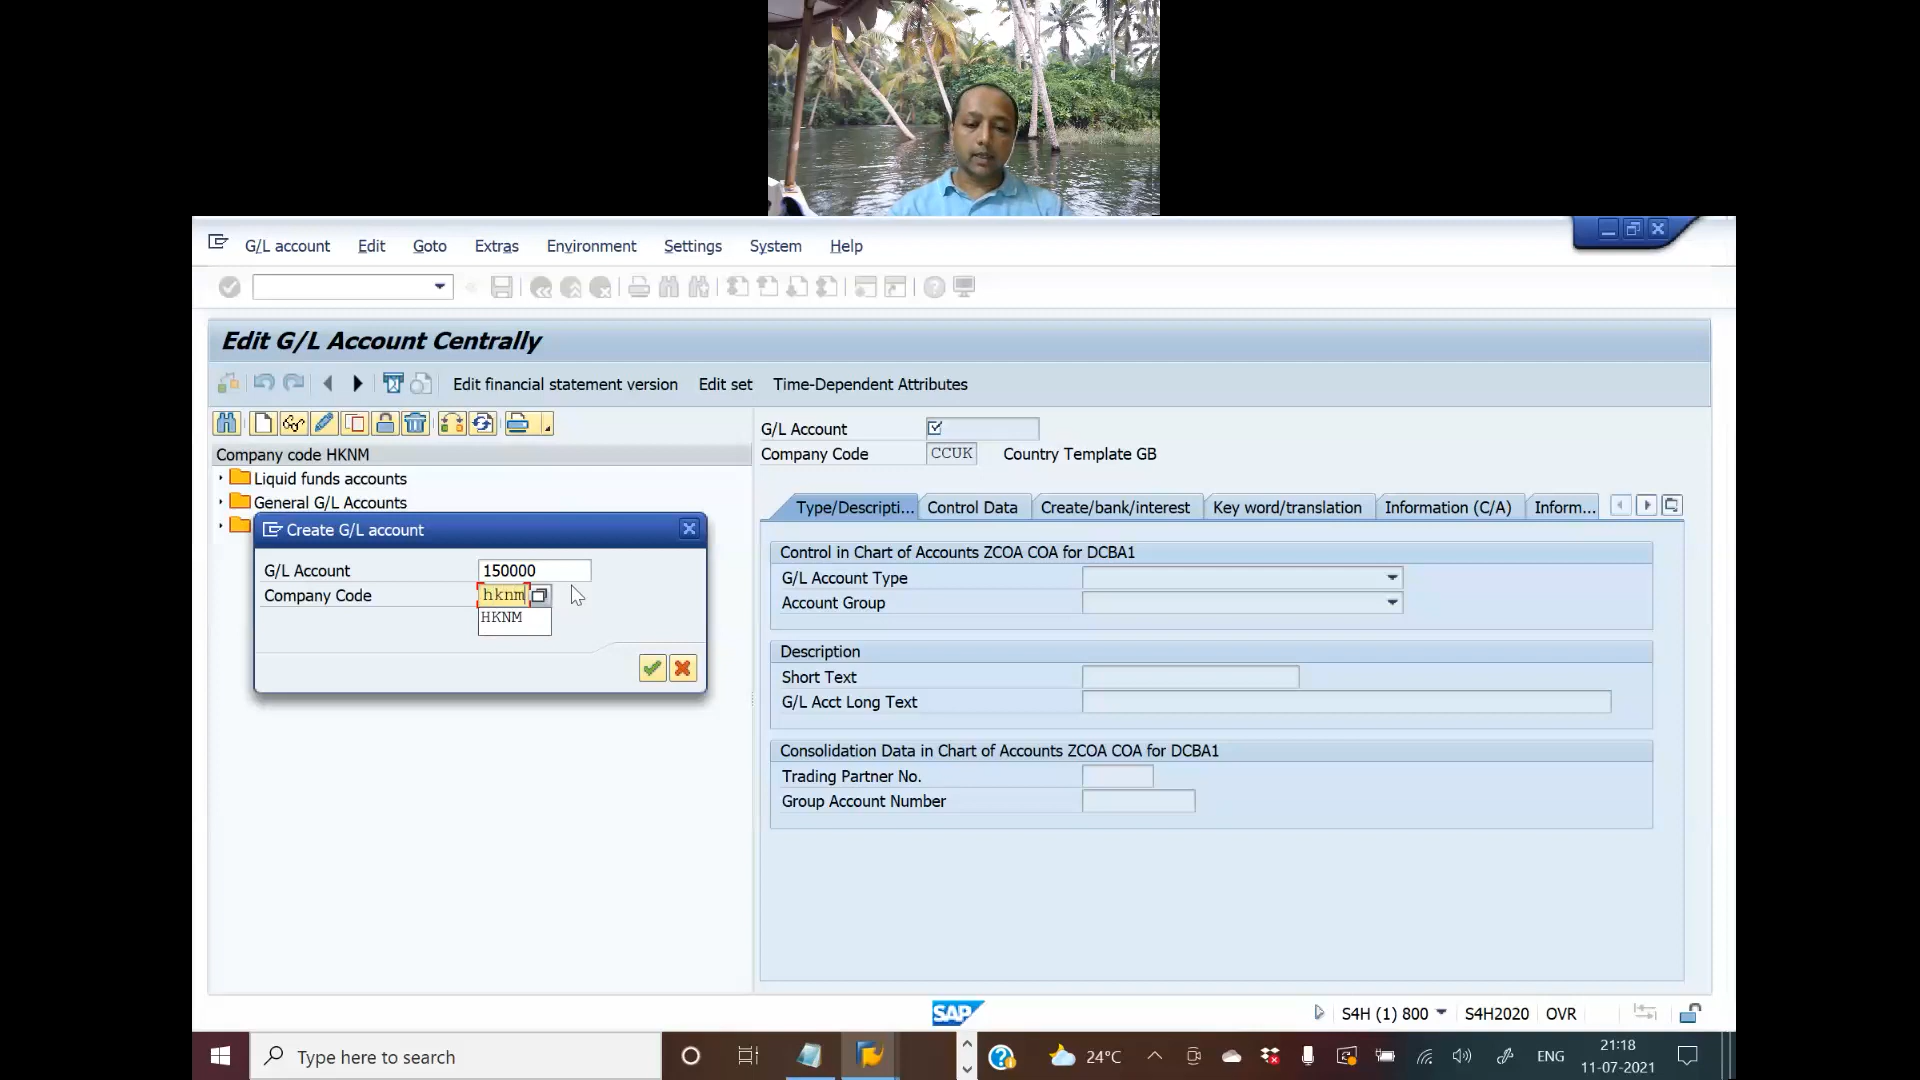 G/L account Edit Goto Extras Environment Settings System Help
Edit G/L Account Centrally
Edit financial statement version Edit set Time-Dependent Attributes
Company code HKNM
Liquid funds accounts
General G/L Accounts
Create G/L account
G/L Account 150000
Company Code hknm
HKNM
G/L Account
Company Code CCUK Country Template GB
Type/Descripti... Control Data Create/bank/interest Key word/translation Information (C/A) Inform...
Control in Chart of Accounts ZCOA COA for DCBA1
G/L Account Type
Account Group
Description
Short Text
G/L Acct Long Text
Consolidation Data in Chart of Accounts ZCOA COA for DCBA1
Trading Partner No.
Group Account Number
SAP
S4H (1) 800 S4H2020 OVR
Type here to search
24°C ENG 21:18
11-07-2021